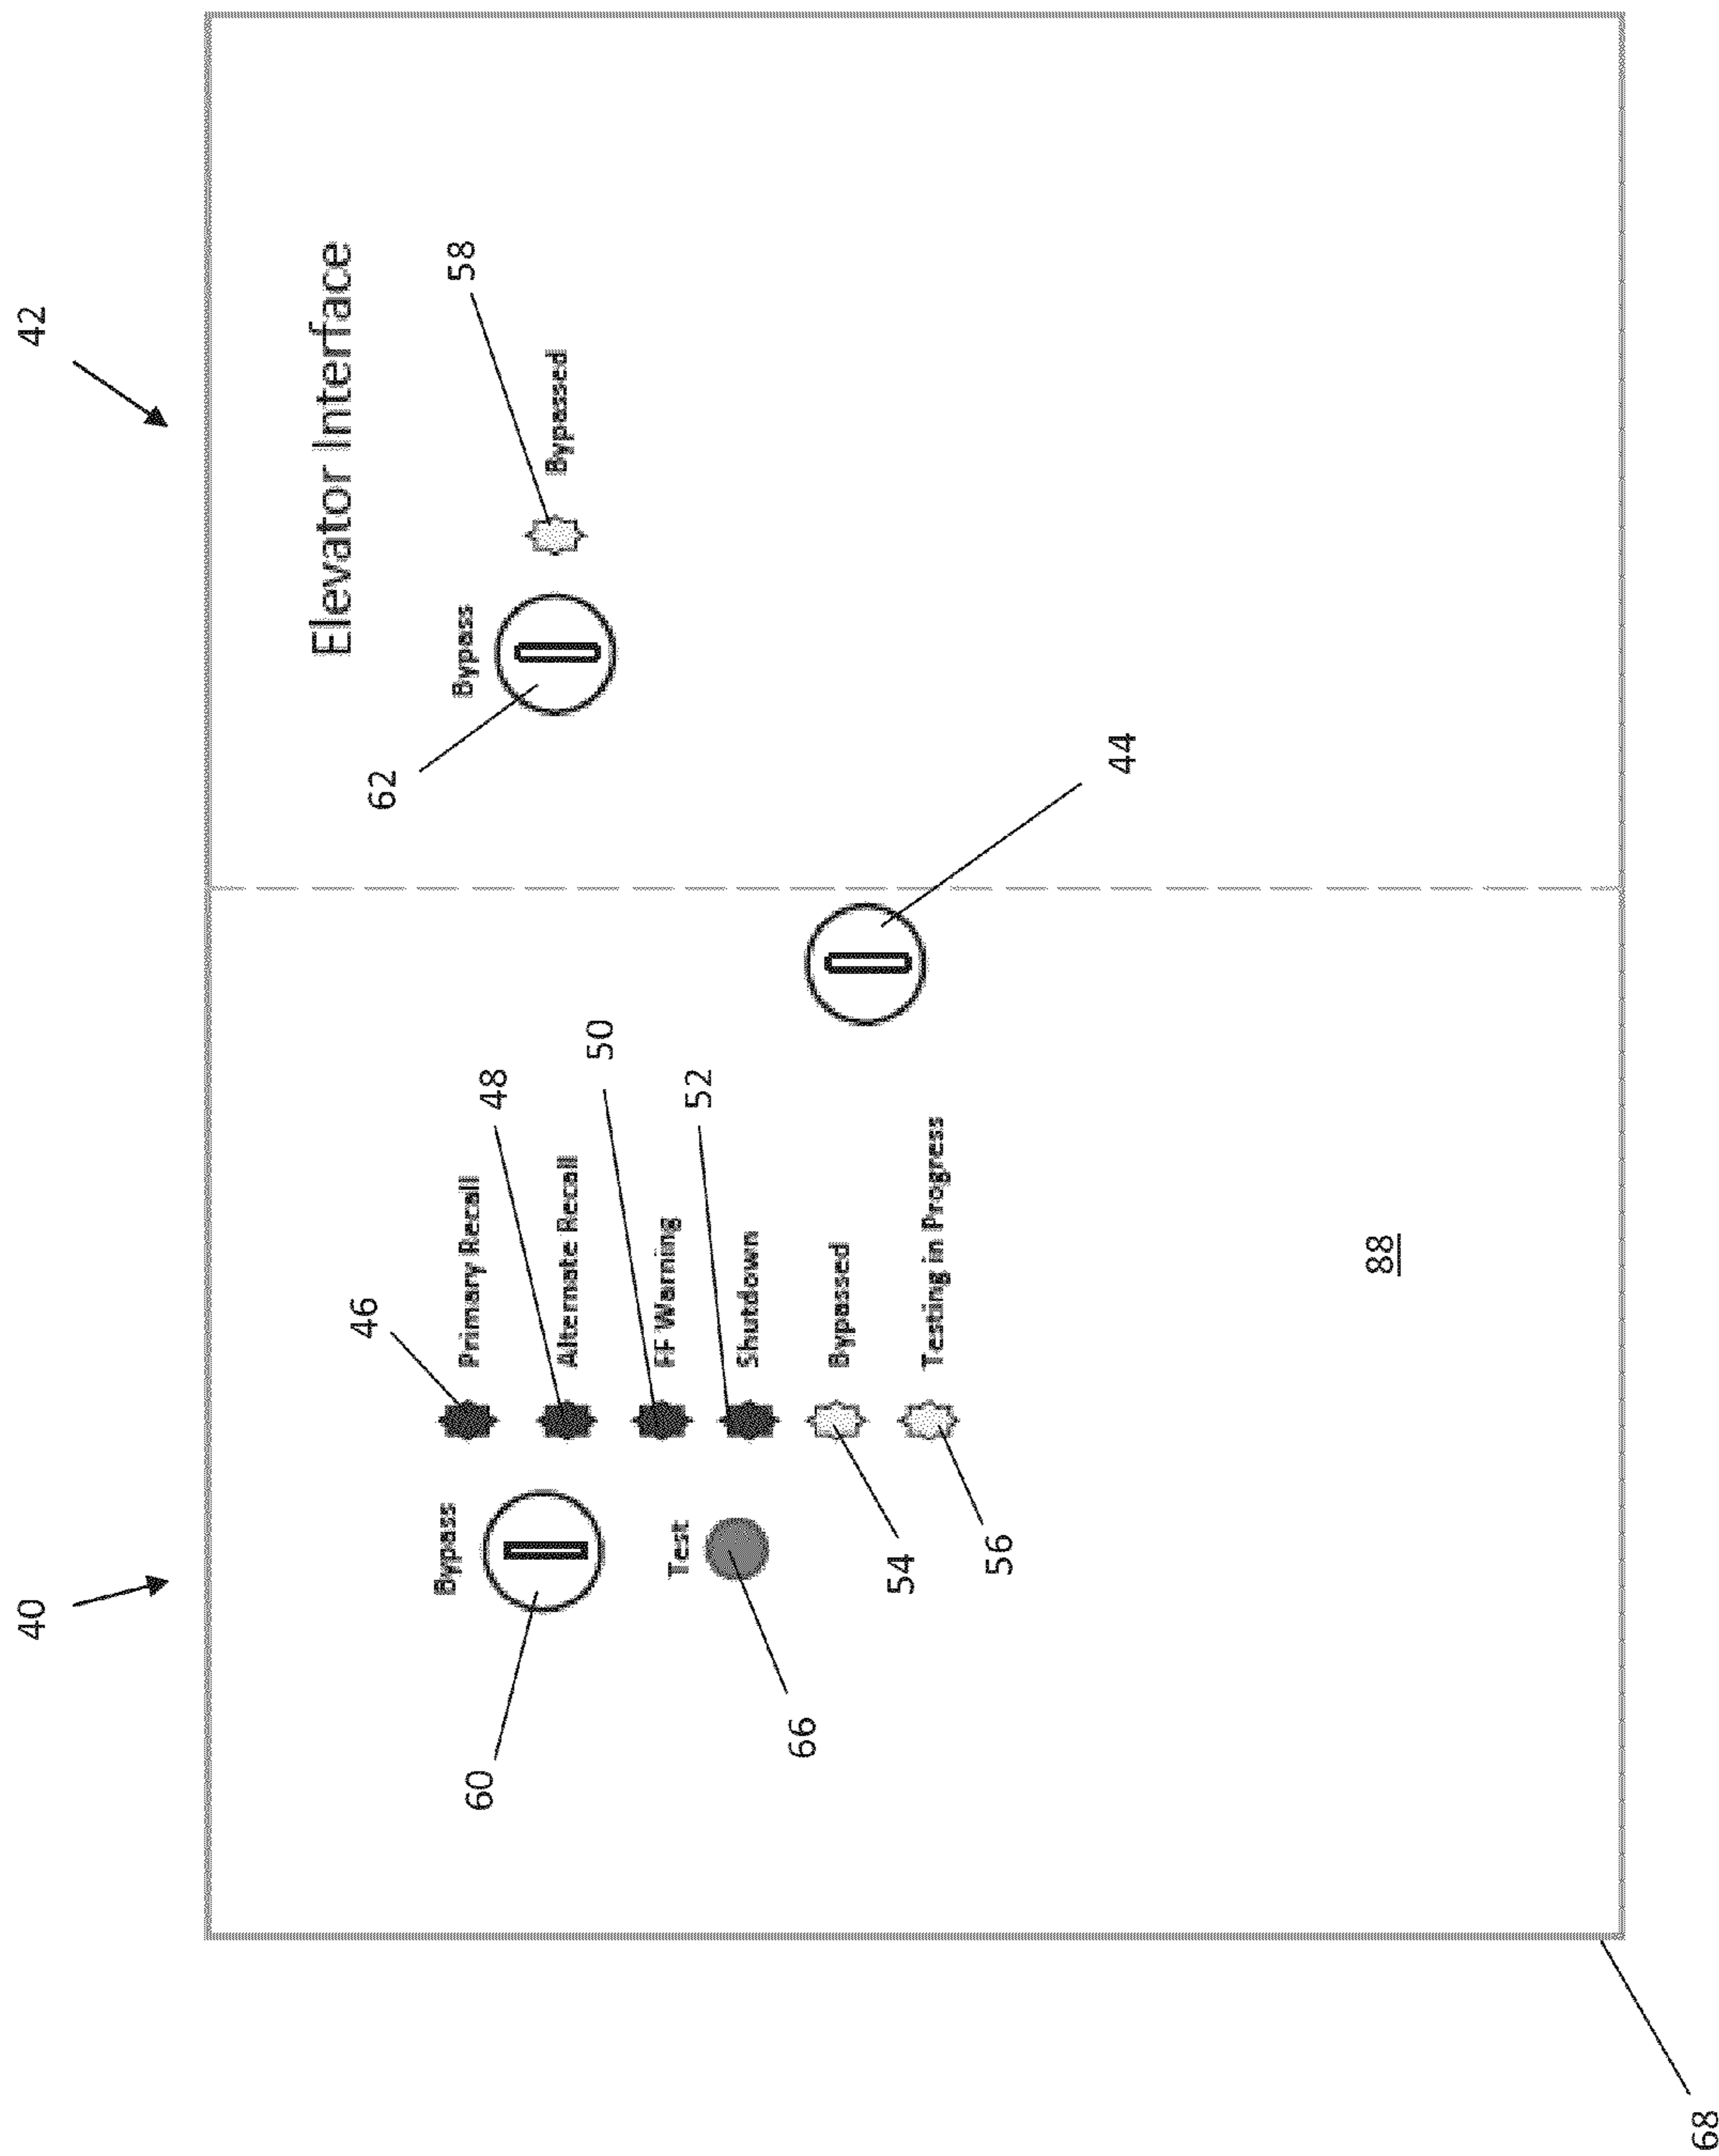 40
42
Elevator Interface
46
Bypass
Primary Recall
48
Alternate Recall
50
FF Warning
52
Shutdown
Bypassed
Testing in Progress
60
Test
66
54
56
Bypass
58
Bypassed
62
44
88
68